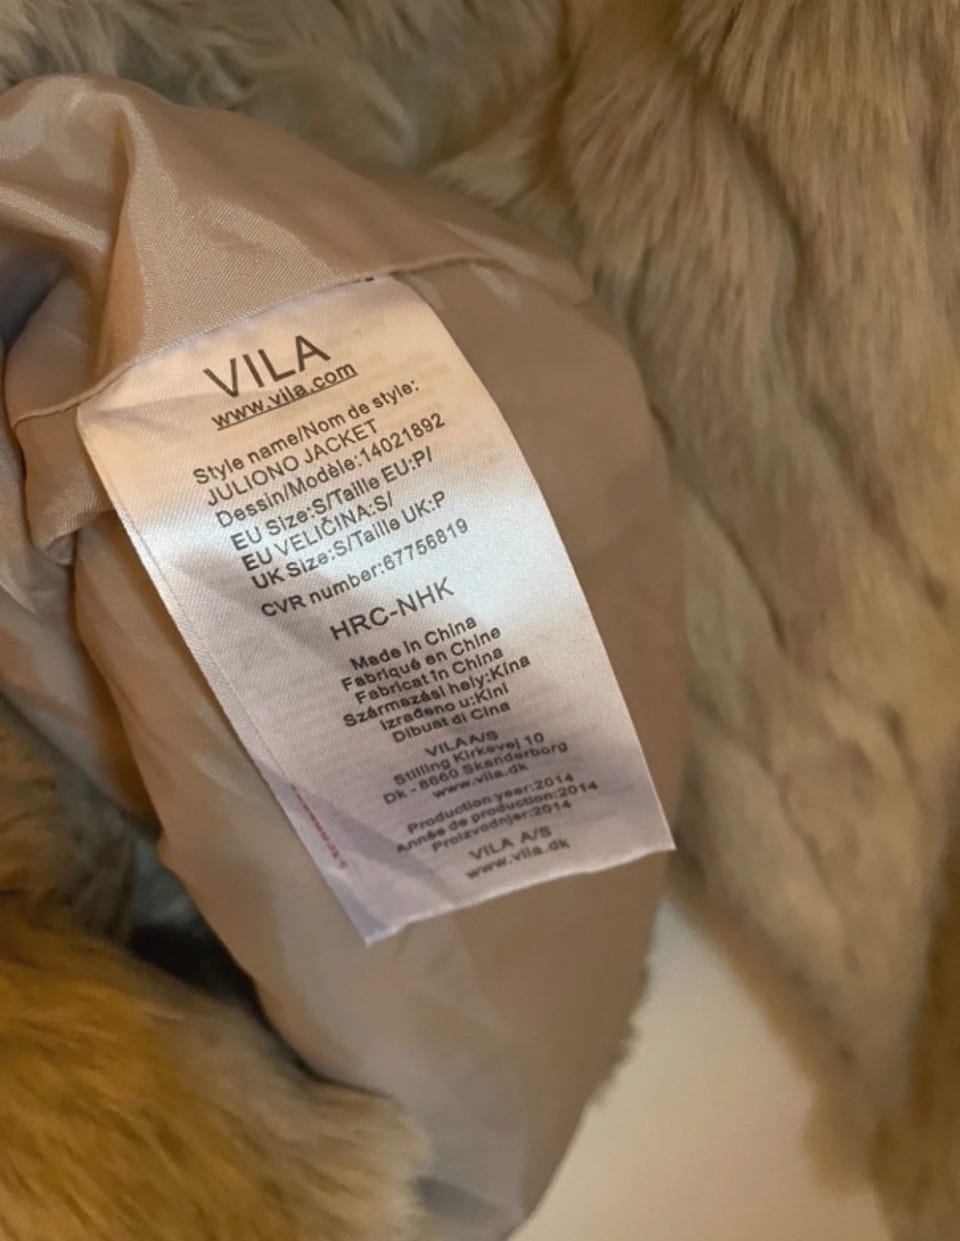 VILA
www.vila.com
Style name/Nom de style:
JULIONO JACKET
Dessin/Modèle:14021892
EU Size:S/Taille EU:P/
EU VELIČINA:S/
UK Size:S/Taille UK:P
CVR number:67756819
HRC-NHK
Made in China
Fabriqué en Chine
Fabricat în China
Származási hely:Kína
Izrađeno u:Kini
Dibuat di Cina
VILA A/S
Stilling Kirkevej 10
Dk - 8660 Skanderborg
www.vila.dk
Production year:2014
Année de production:2014
Proizvodnjer:2014
VILA A/S
www.vila.dk